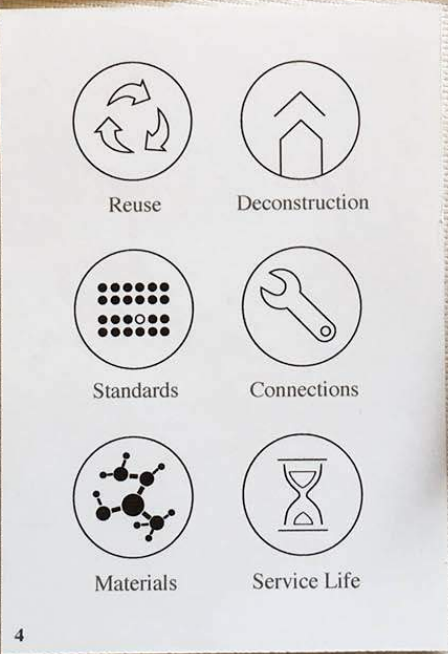 Reuse Deconstruction
Standards Connections
Materials Service Life
4